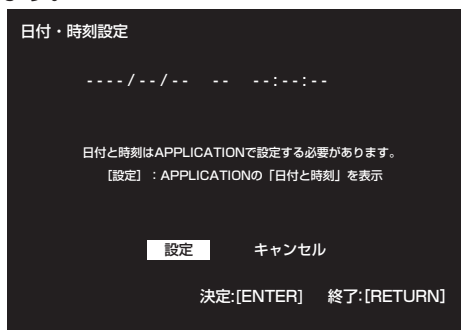 日付・時刻設定
----/--/-- -- --:--:--
日付と時刻はAPPLICATIONで設定する必要があります。
［設定］：APPLICATIONの「日付と時刻」を表示
設定 キャンセル
決定:[ENTER] 終了:[RETURN]